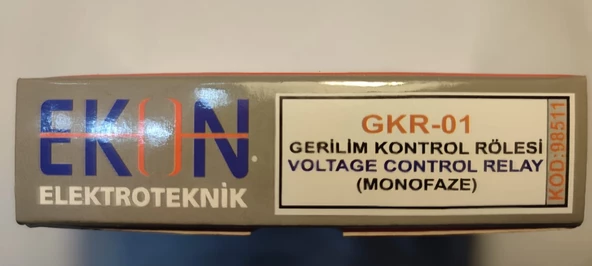 EKON
ELEKTROTEKNİK
GKR-01
GERİLİM KONTROL RÖLESİ
VOLTAGE CONTROL RELAY
(MONOFAZE)
KOD:98511